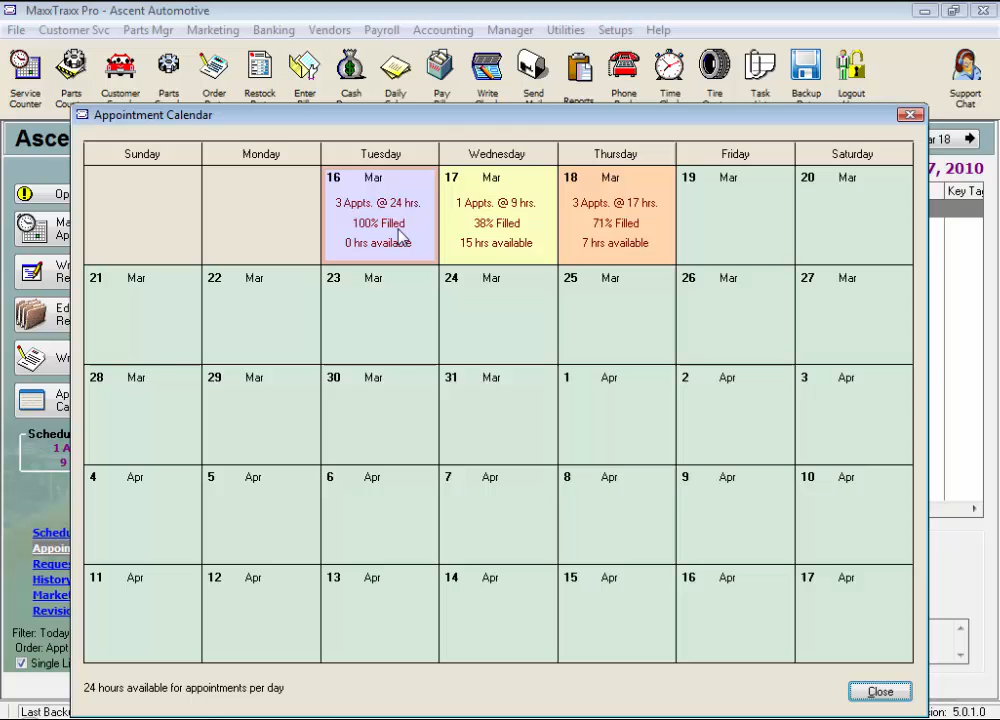 MaxxTraxx Pro - Ascent Automotive
File Customer Svc Parts Mgr Marketing Banking Vendors Payroll Accounting Manager Utilities Setups Help
Service Parts Customer Parts Order Restock Enter Cash Daily Pay Write Send Reports Phone Time Tire Task Backup Logout Support
Counter Chat
Appointment Calendar
Sunday Monday Tuesday Wednesday Thursday Friday Saturday
16 Mar 17 Mar 18 Mar 19 Mar 20 Mar
3 Appts. @ 24 hrs. 1 Appts. @ 9 hrs. 3 Appts. @ 17 hrs.
100% Filled 38% Filled 71% Filled
0 hrs available 15 hrs available 7 hrs available
21 Mar 22 Mar 23 Mar 24 Mar 25 Mar 26 Mar 27 Mar
28 Mar 29 Mar 30 Mar 31 Mar 1 Apr 2 Apr 3 Apr
4 Apr 5 Apr 6 Apr 7 Apr 8 Apr 9 Apr 10 Apr
11 Apr 12 Apr 13 Apr 14 Apr 15 Apr 16 Apr 17 Apr
24 hours available for appointments per day
Close
18
7, 2010
Key
Filter: Today
Single
Last
5.0.1.0